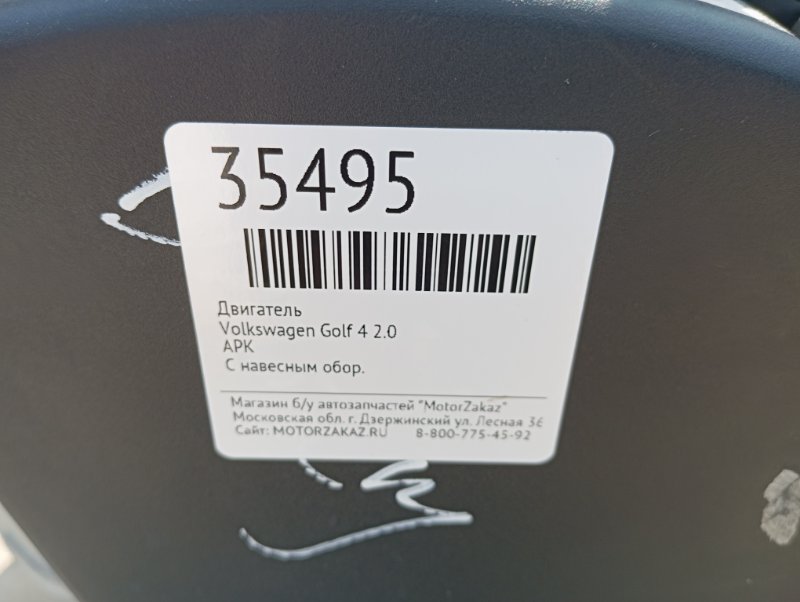 35495
Двигатель
Volkswagen Golf 4 2.0
APK
С навесным обор.
Магазин б/у автозапчастей "MotorZakaz"
Московская обл. г. Дзержинский ул. Лесная 36
Сайт: MOTORZAKAZ.RU 8-800-775-45-92